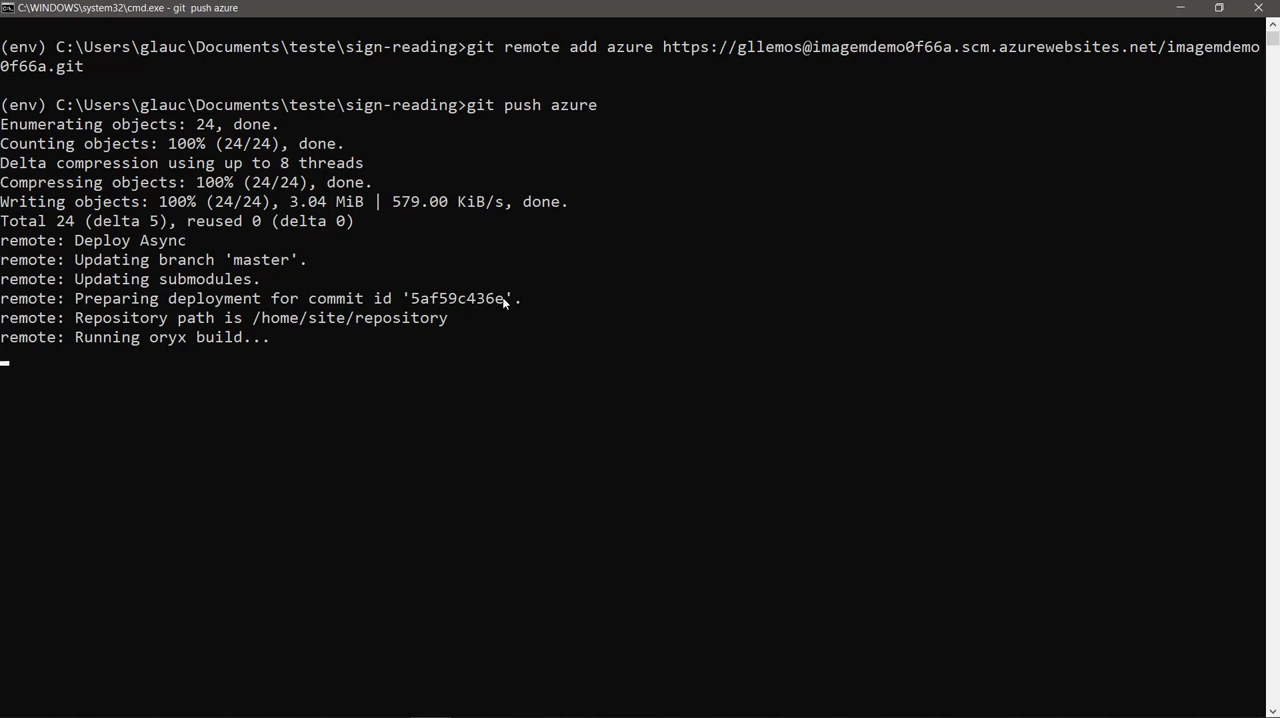 C:\WINDOWS\system32\cmd.exe - git push azure
(env) C:\Users\glauc\Documents\teste\sign-reading>git remote add azure https://gllemos@imagemdemo0f66a.scm.azurewebsites.net/imagemdemo
0f66a.git
(env) C:\Users\glauc\Documents\teste\sign-reading>git push azure
Enumerating objects: 24, done.
Counting objects: 100% (24/24), done.
Delta compression using up to 8 threads
Compressing objects: 100% (24/24), done.
Writing objects: 100% (24/24), 3.04 MiB | 579.00 KiB/s, done.
Total 24 (delta 5), reused 0 (delta 0)
remote: Deploy Async
remote: Updating branch 'master'.
remote: Updating submodules.
remote: Preparing deployment for commit id '5af59c436e'.
remote: Repository path is /home/site/repository
remote: Running oryx build...